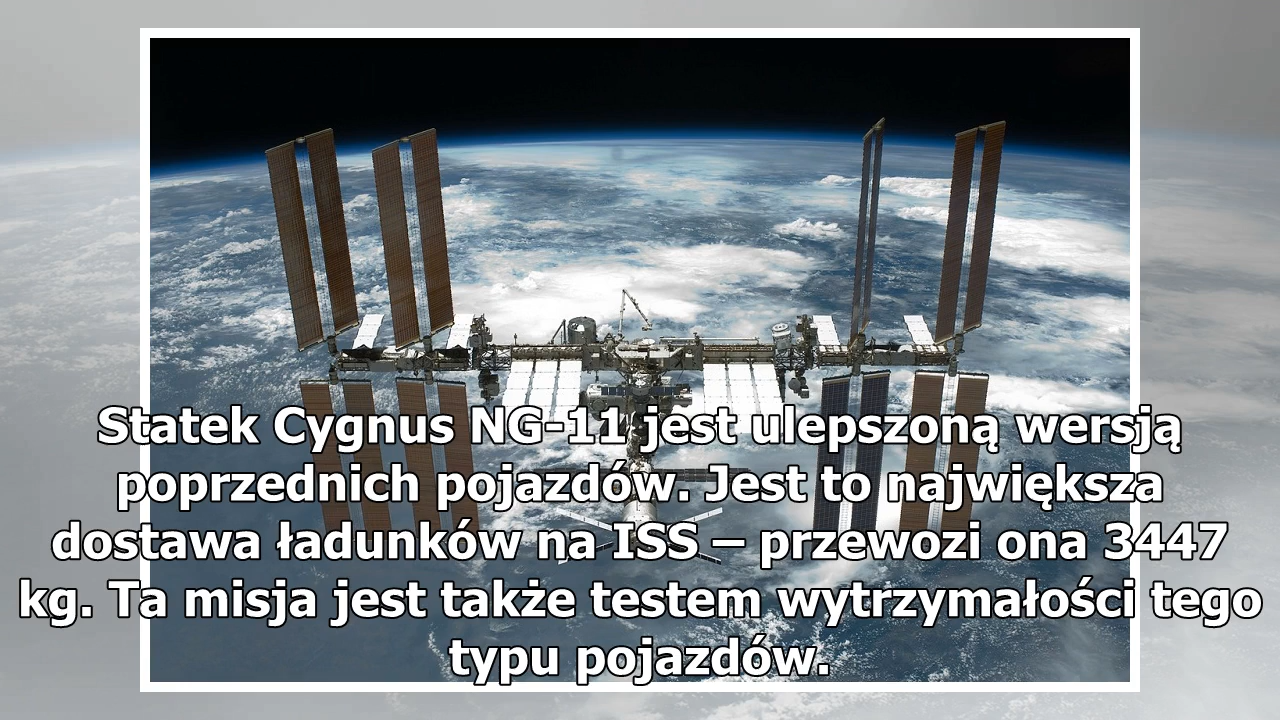 Statek Cygnus NG-11 jest ulepszoną wersją
poprzednich pojazdów. Jest to największa
dostawa ładunków na ISS – przewozi ona 3447
kg. Ta misja jest także testem wytrzymałości tego
typu pojazdów.